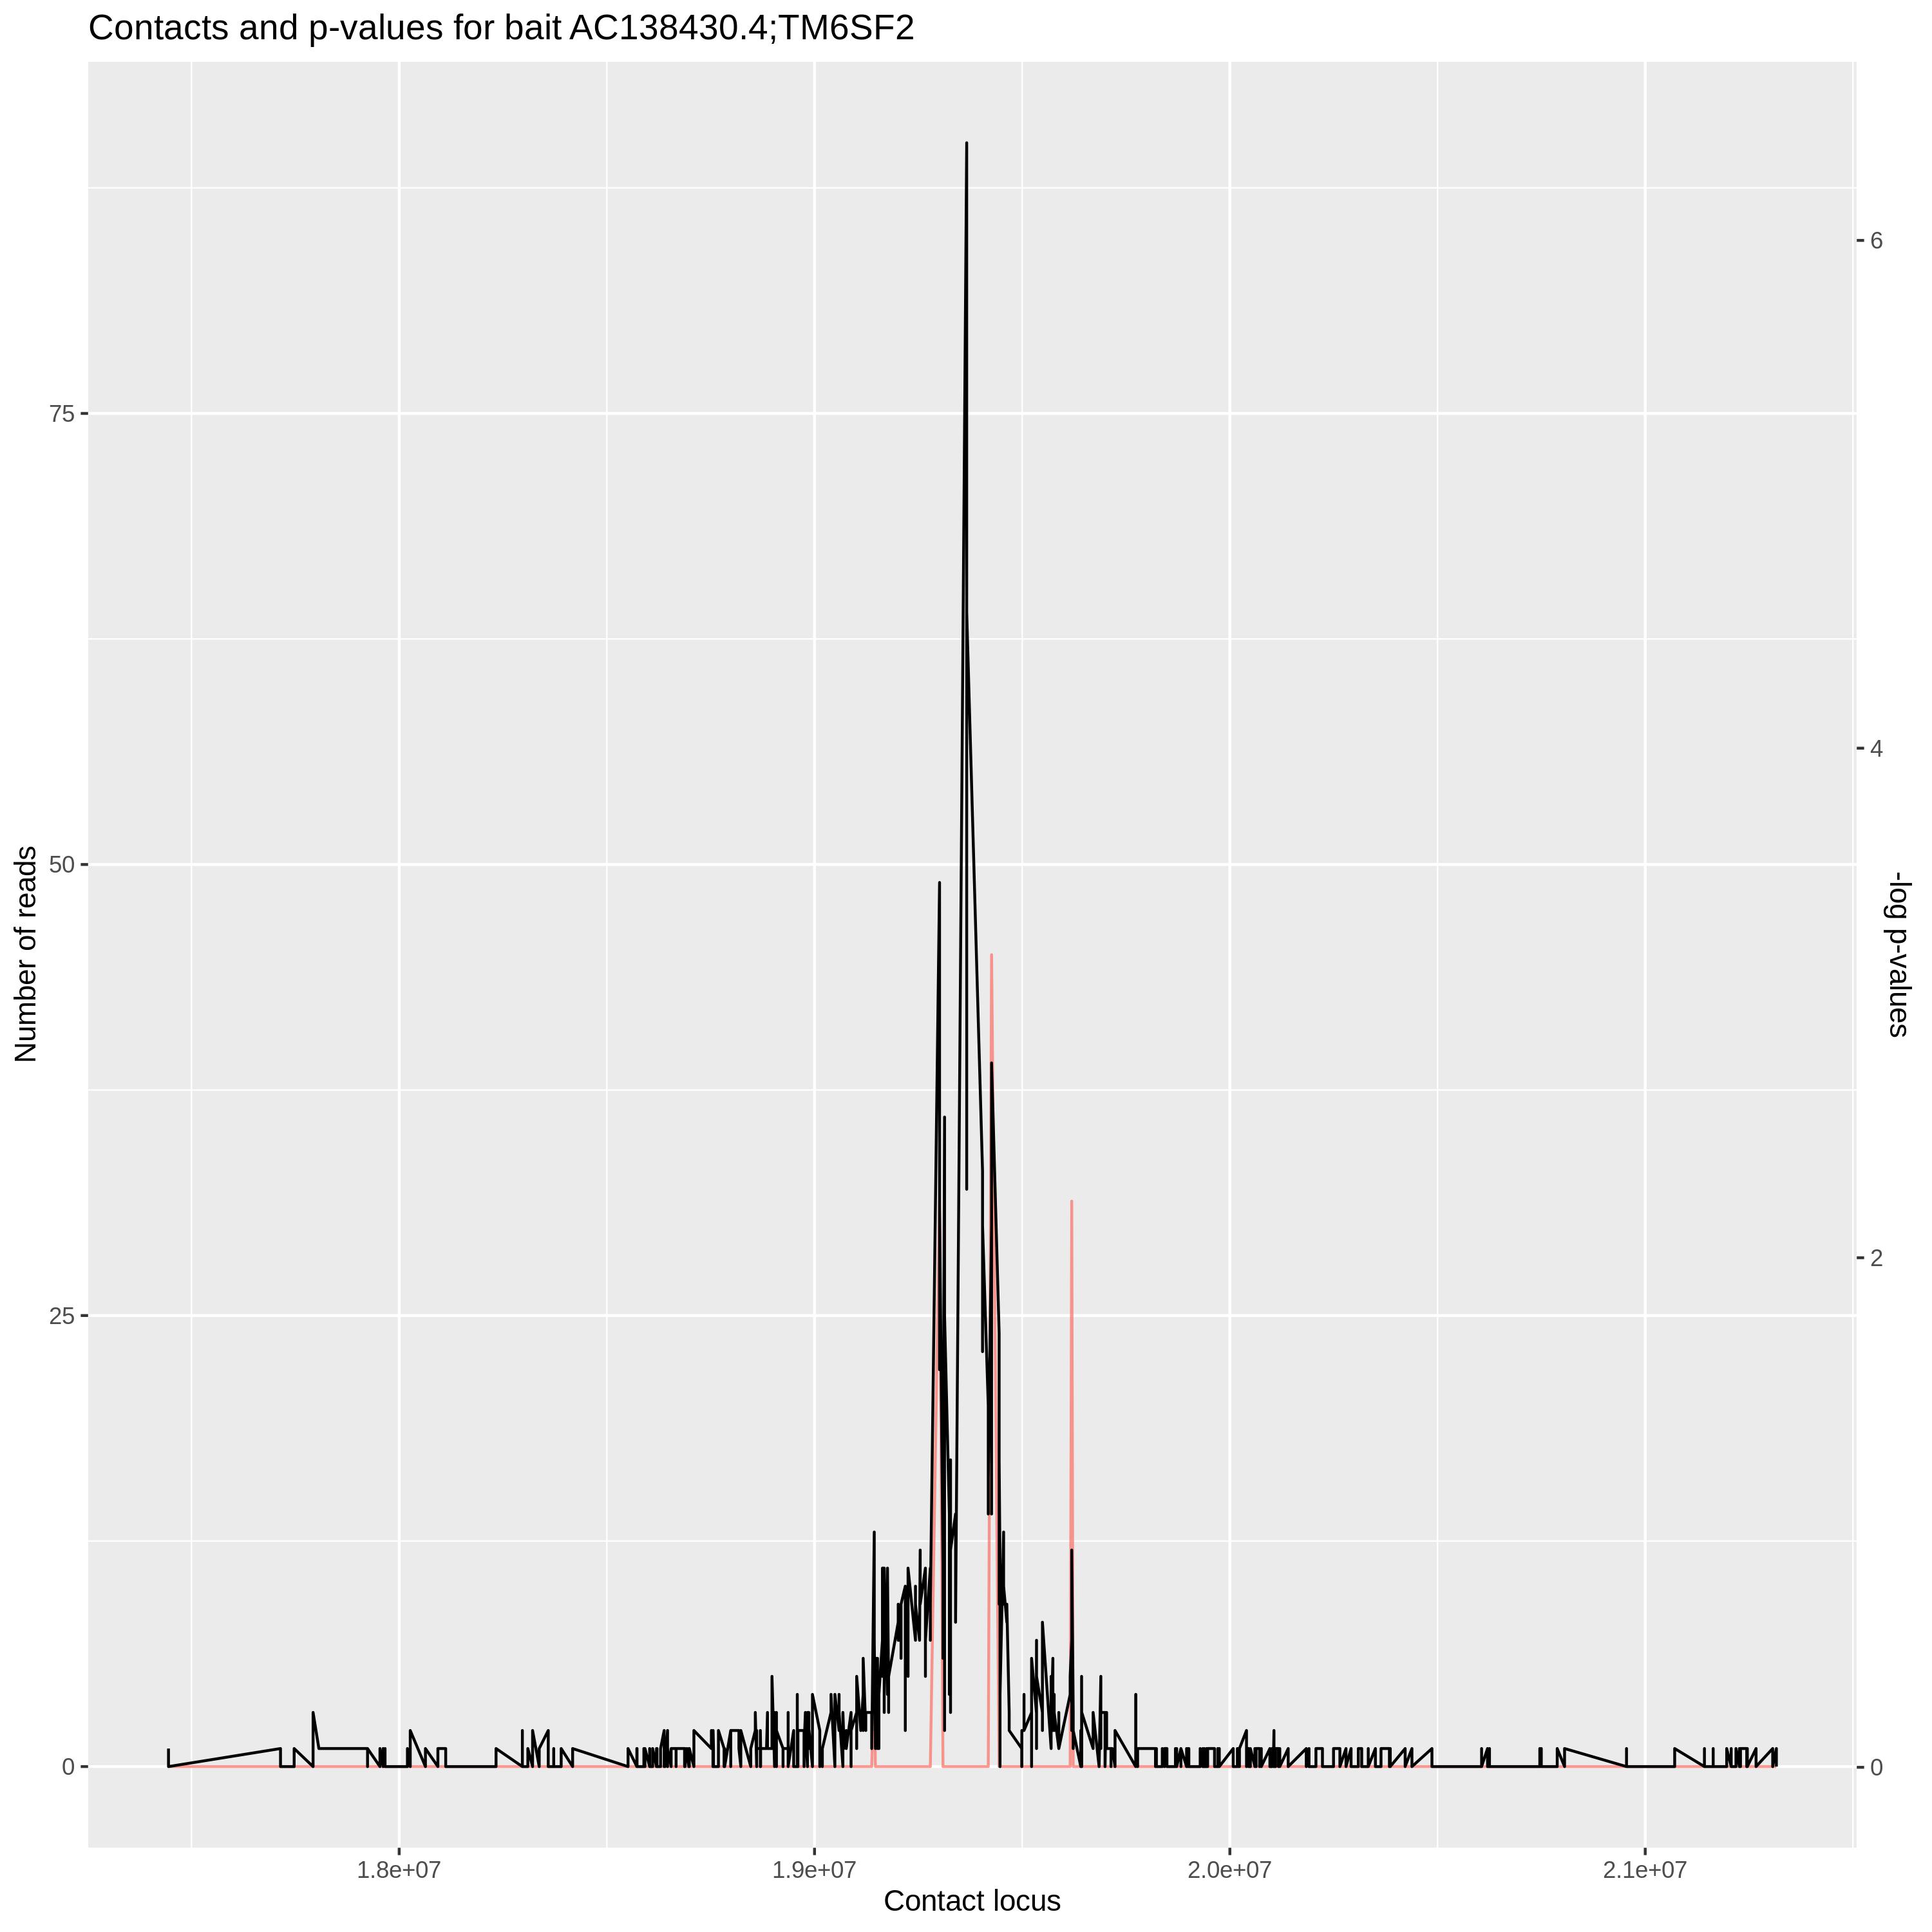 Contacts and p-values for bait AC138430.4;TM6SF2
Number of reads
75
50
25
0
6
4
2
0
-log p-values
1.8e+07
1.9e+07
2.0e+07
2.1e+07
Contact locus